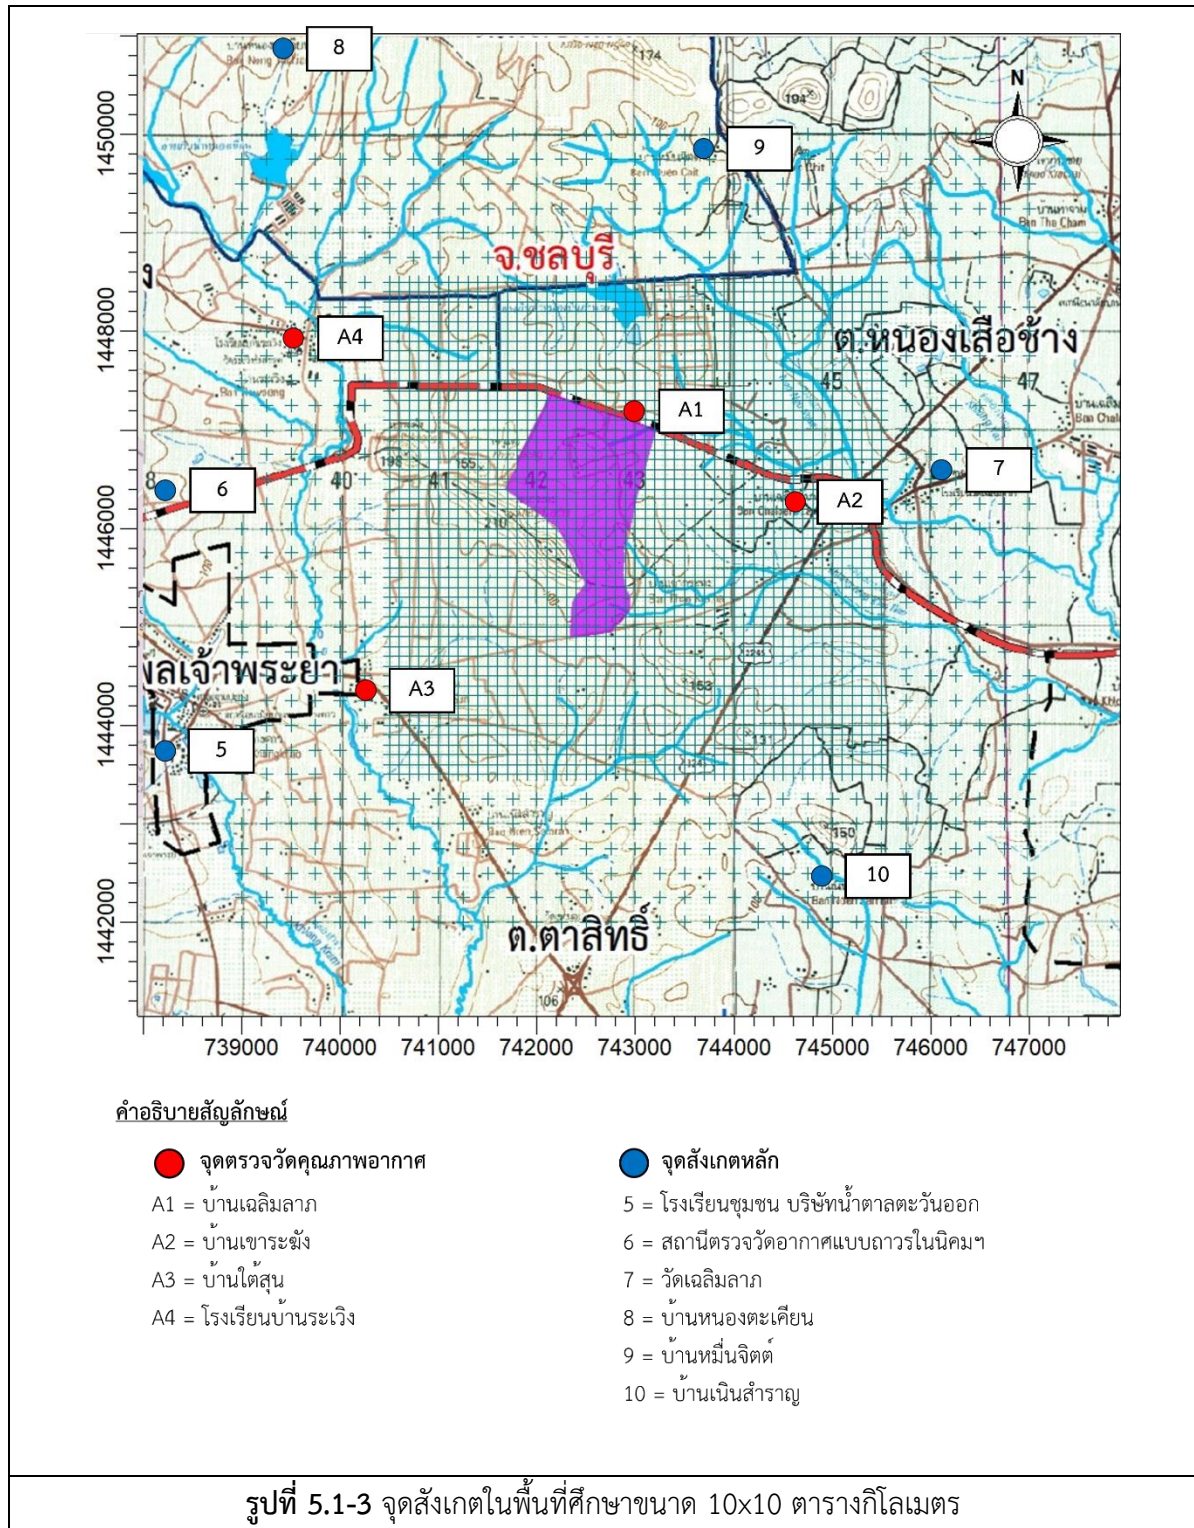 8
174
194
N
9
Ban Tha Cham
1450000
จ.ชลบุรี
A4
1448000
ต.หนองเสือช้าง
45
47
A1
7
6
40
41
42
43
A2
198
165
210
1446000
พลเจ้าพระยา
A3
153
131
5
1444000
150
10
1442000
ต.ตาสิทธิ์
106
739000 740000 741000 742000 743000 744000 745000 746000 747000
คำอธิบายสัญลักษณ์
จุดตรวจวัดคุณภาพอากาศ
A1 = บ้านเฉลิมลาภ
A2 = บ้านเขาระฆัง
A3 = บ้านใต้สุน
A4 = โรงเรียนบ้านระเวิง
จุดสังเกตหลัก
5 = โรงเรียนชุมชน บริษัทน้ำตาลตะวันออก
6 = สถานีตรวจวัดอากาศแบบถาวรในนิคมฯ
7 = วัดเฉลิมลาภ
8 = บ้านหนองตะเคียน
9 = บ้านหมื่นจิตต์
10 = บ้านเนินสำราญ
รูปที่ 5.1-3 จุดสังเกตในพื้นที่ศึกษาขนาด 10x10 ตารางกิโลเมตร